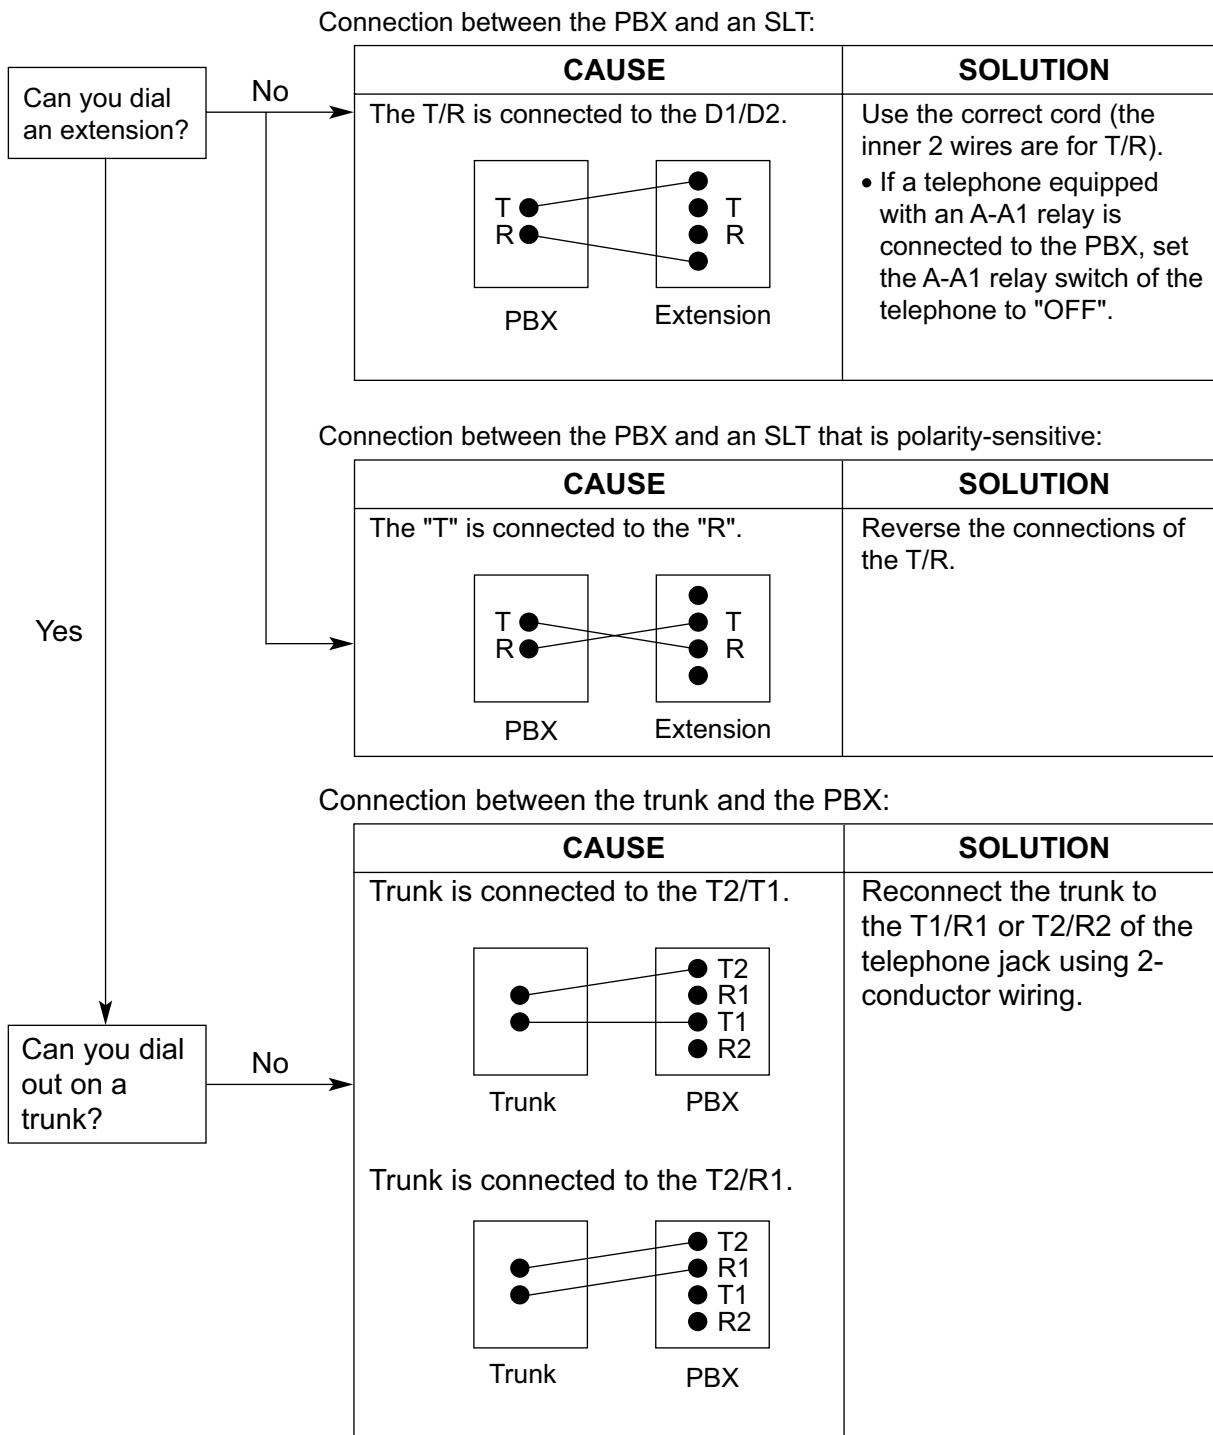 Connection between the PBX and an SLT:
Can you dial
an extension?
No
CAUSE
SOLUTION
The T/R is connected to the D1/D2.
T
R
T
R
PBX
Extension
Use the correct cord (the
inner 2 wires are for T/R).
• If a telephone equipped
with an A-A1 relay is
connected to the PBX, set
the A-A1 relay switch of the
telephone to "OFF".
Connection between the PBX and an SLT that is polarity-sensitive:
CAUSE
SOLUTION
The "T" is connected to the "R".
T
R
T
R
PBX
Extension
Reverse the connections of
the T/R.
Yes
Connection between the trunk and the PBX:
Can you dial
out on a
trunk?
No
CAUSE
SOLUTION
Trunk is connected to the T2/T1.
T2
R1
T1
R2
Trunk
PBX
Trunk is connected to the T2/R1.
T2
R1
T1
R2
Trunk
PBX
Reconnect the trunk to
the T1/R1 or T2/R2 of the
telephone jack using 2-
conductor wiring.